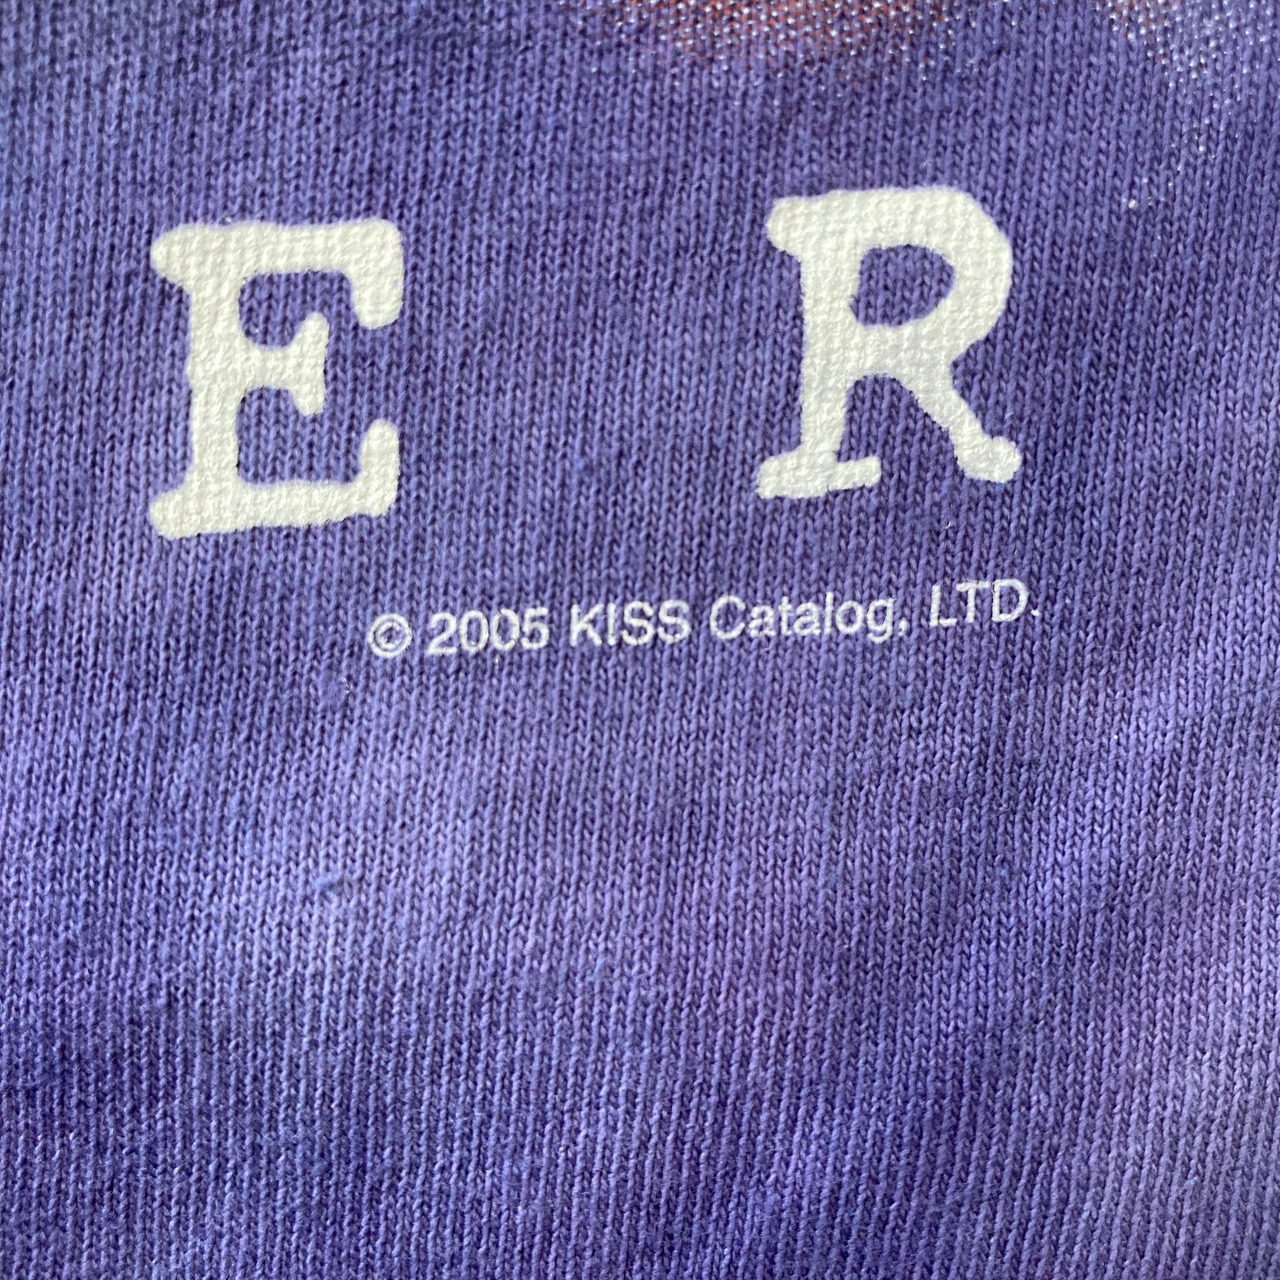 E R
© 2005 KISS Catalog, LTD.